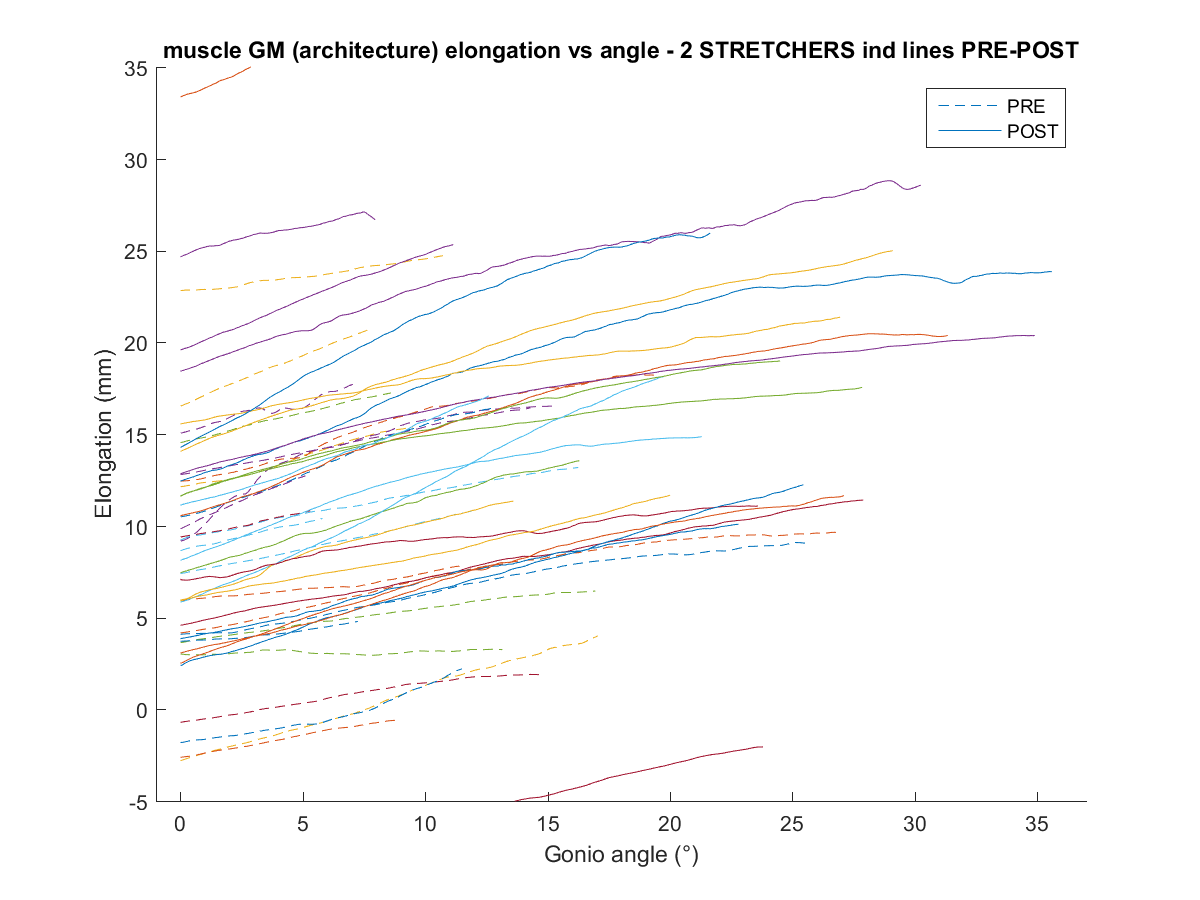 muscle GM (architecture) elongation vs angle - 2 STRETCHERS ind lines PRE-POST
PRE
POST
35
30
25
20
15
10
5
0
-5
Elongation (mm)
0 5 10 15 20 25 30 35
Gonio angle (°)